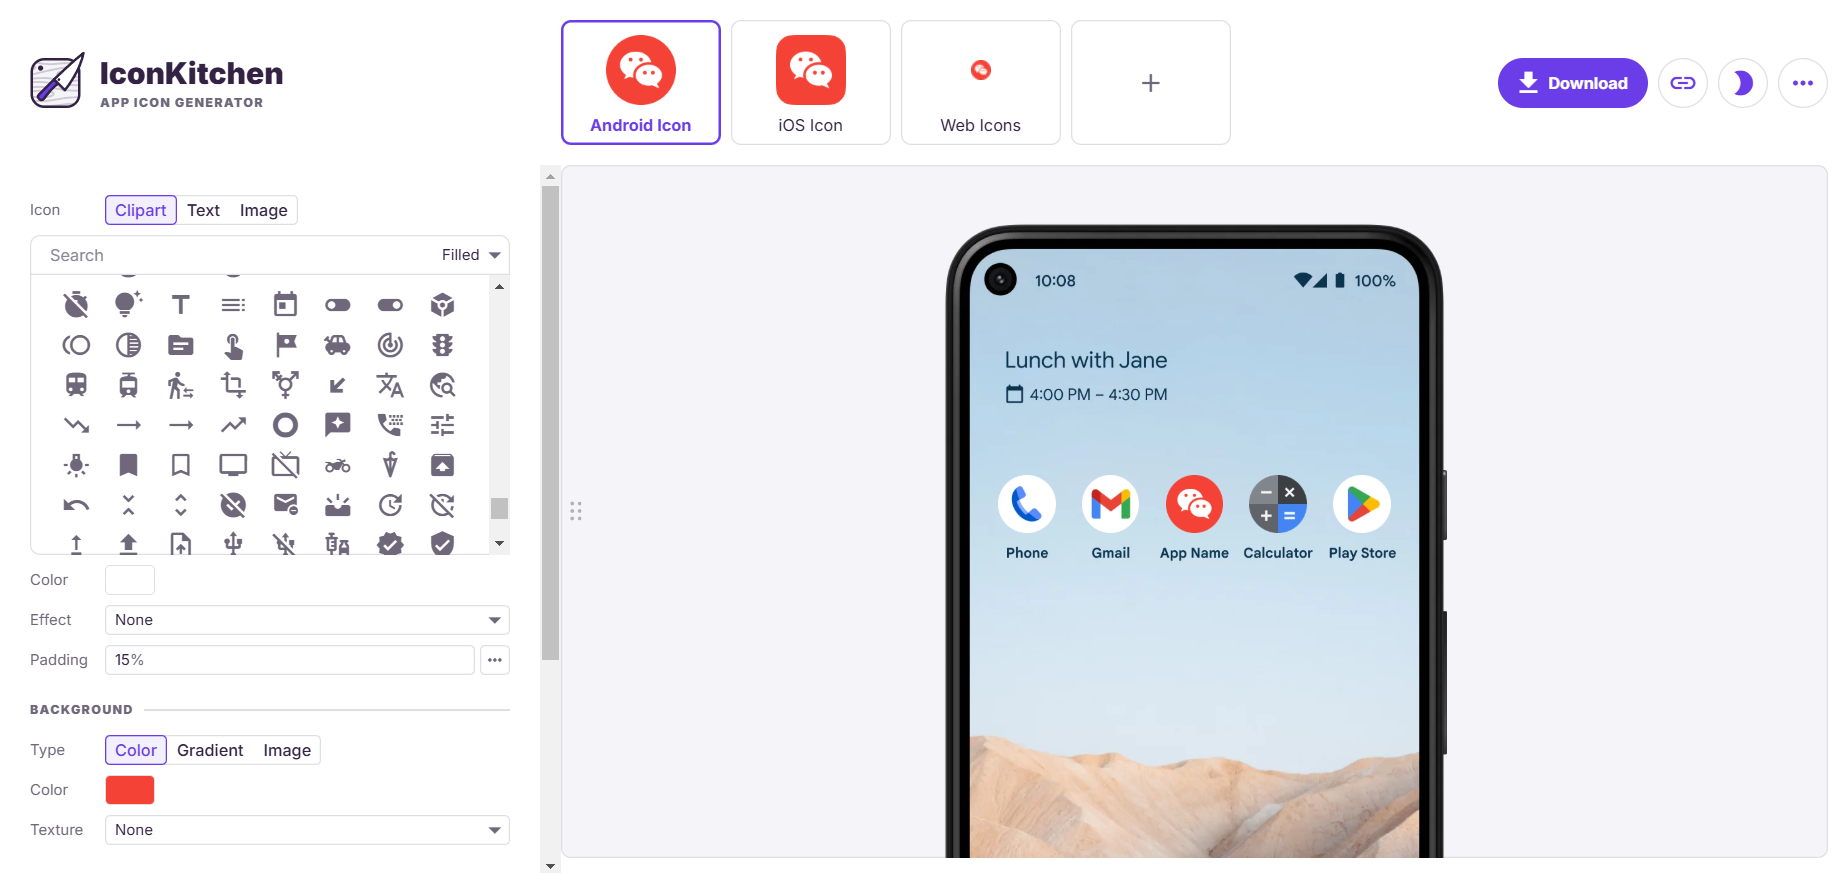 IconKitchen
APP ICON GENERATOR
Android Icon
iOS Icon
Web Icons
Download
Icon
Clipart
Text
Image
Search
Filled
Color
Effect
None
Padding
15%
BACKGROUND
Type
Color
Gradient
Image
Color
Texture
None
10:08
100%
Lunch with Jane
4:00 PM – 4:30 PM
Phone
Gmail
App Name
Calculator
Play Store